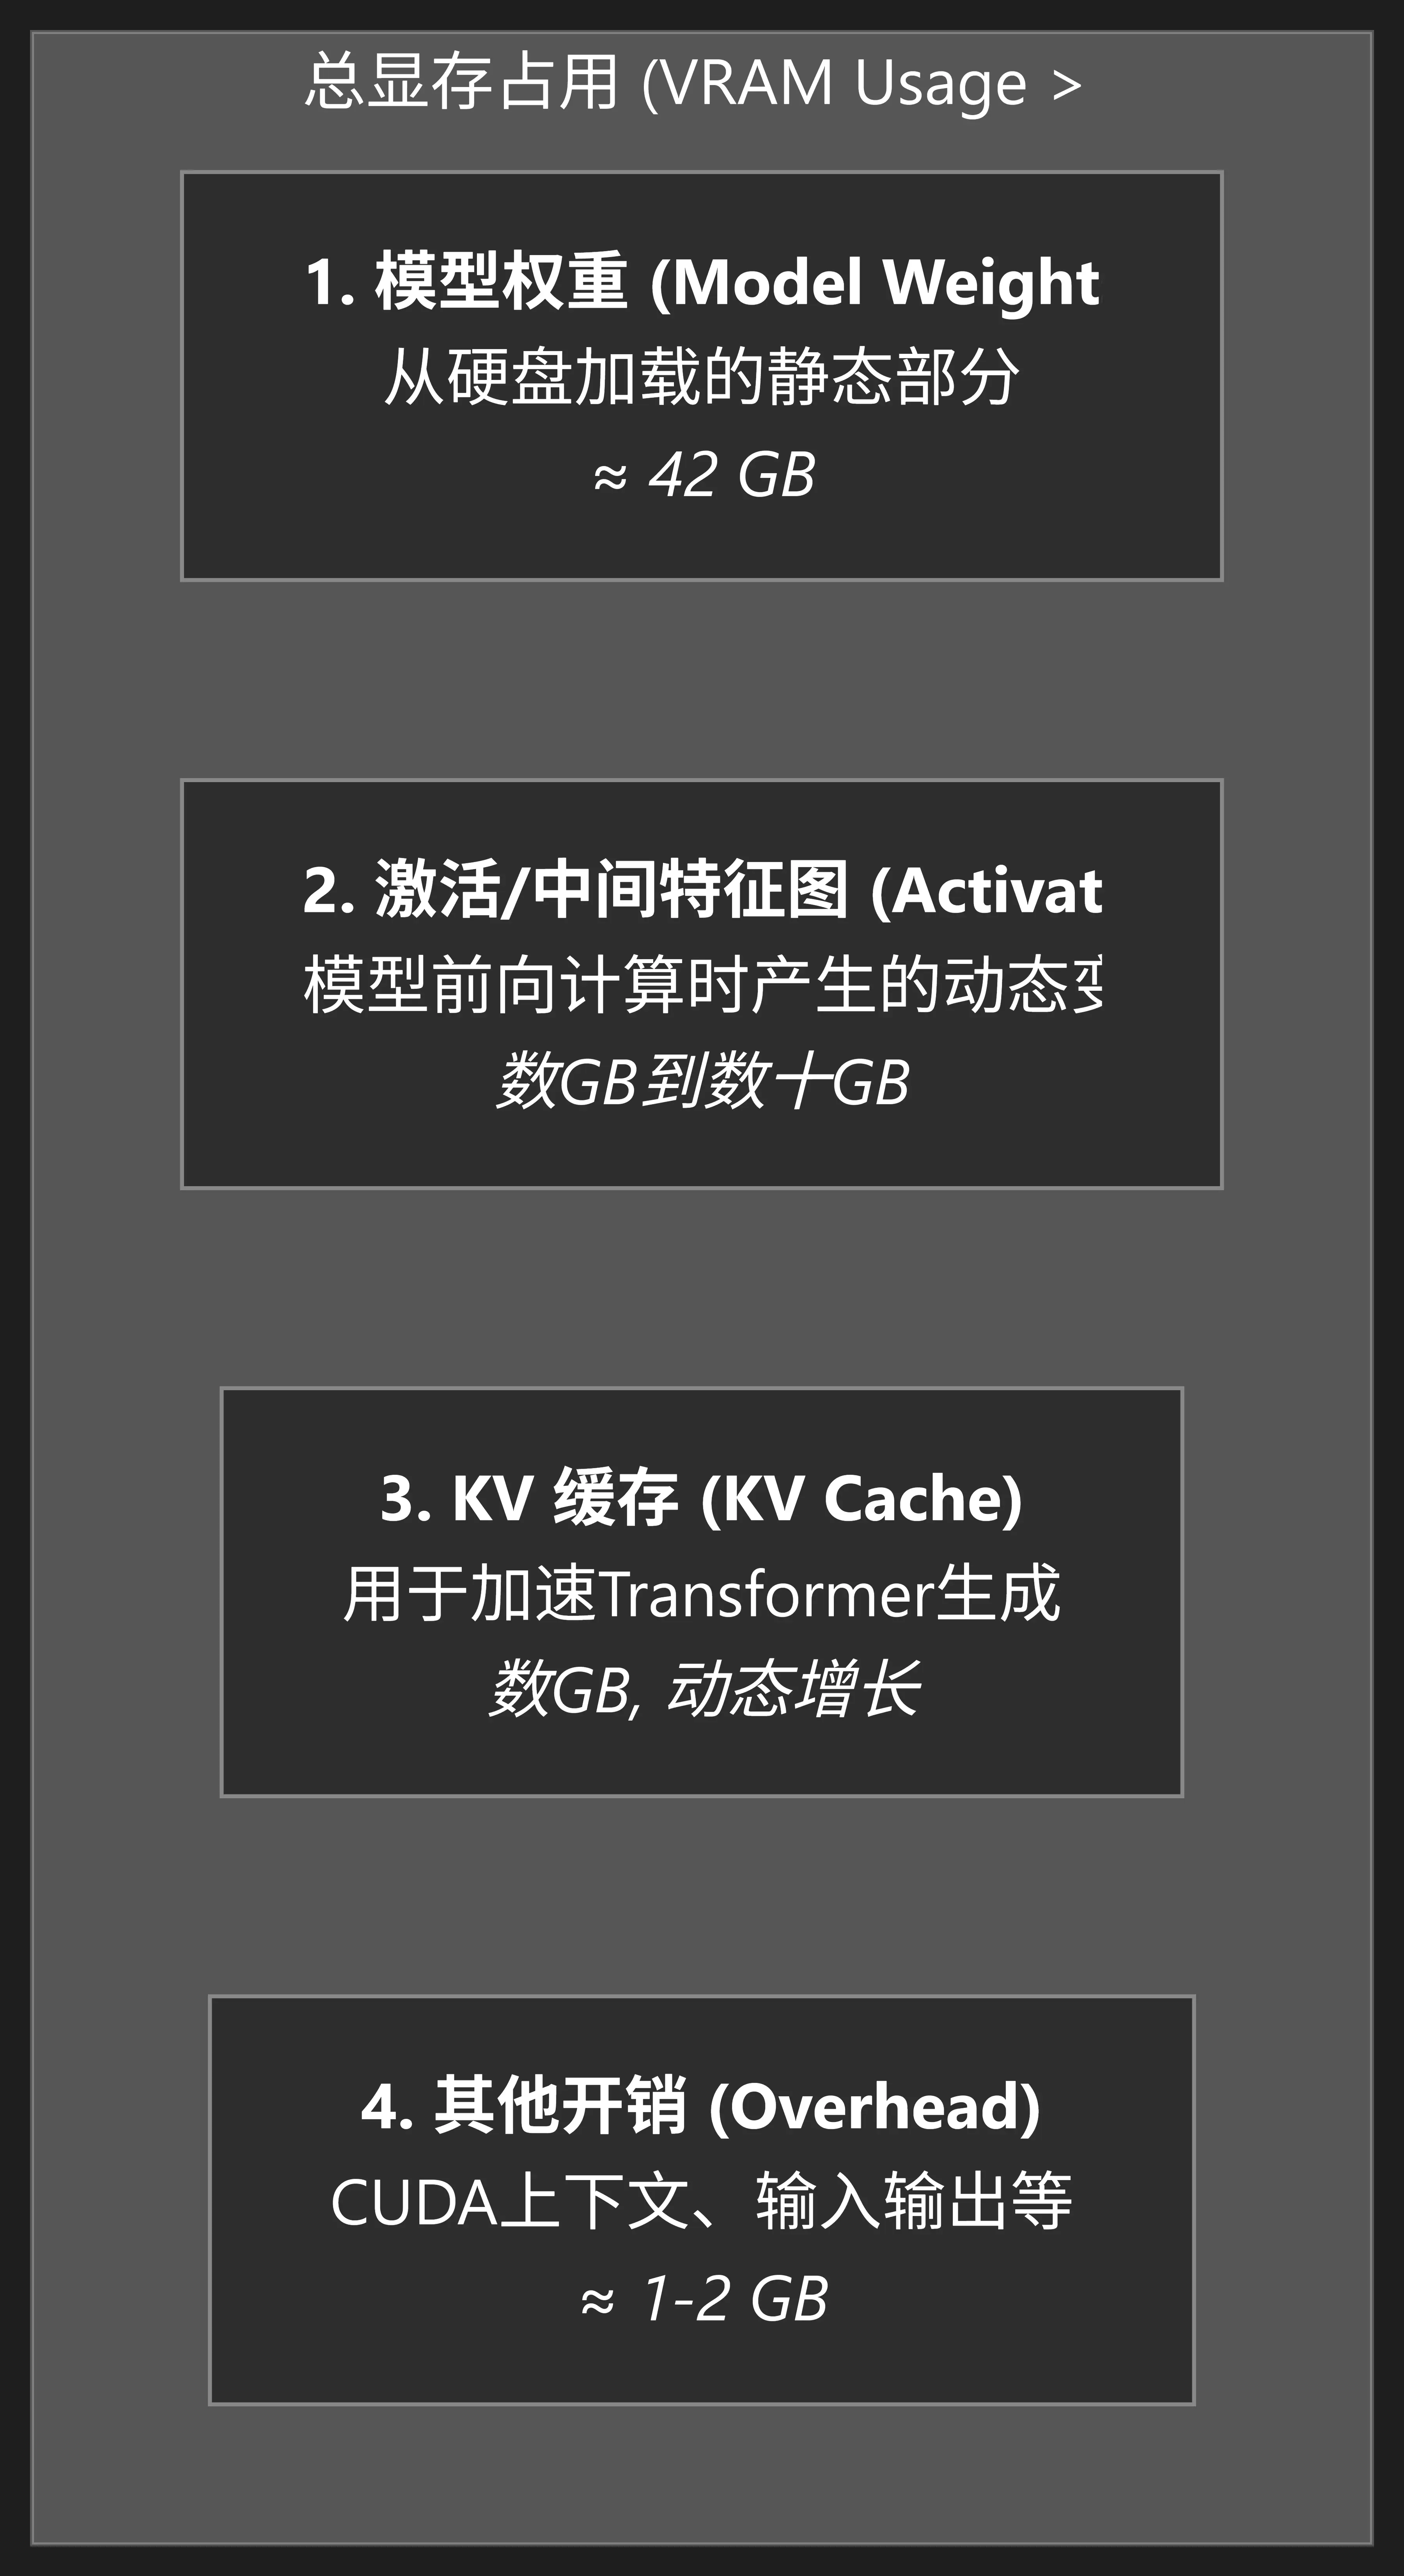 总显存占用 (VRAM Usage >
1. 模型权重 (Model Weight
从硬盘加载的静态部分
≈ 42 GB
2. 激活/中间特征图 (Activat
模型前向计算时产生的动态
数GB到数十GB
3. KV 缓存 (KV Cache)
用于加速Transformer生成
数GB, 动态增长
4. 其他开销 (Overhead)
CUDA上下文、输入输出等
≈ 1-2 GB